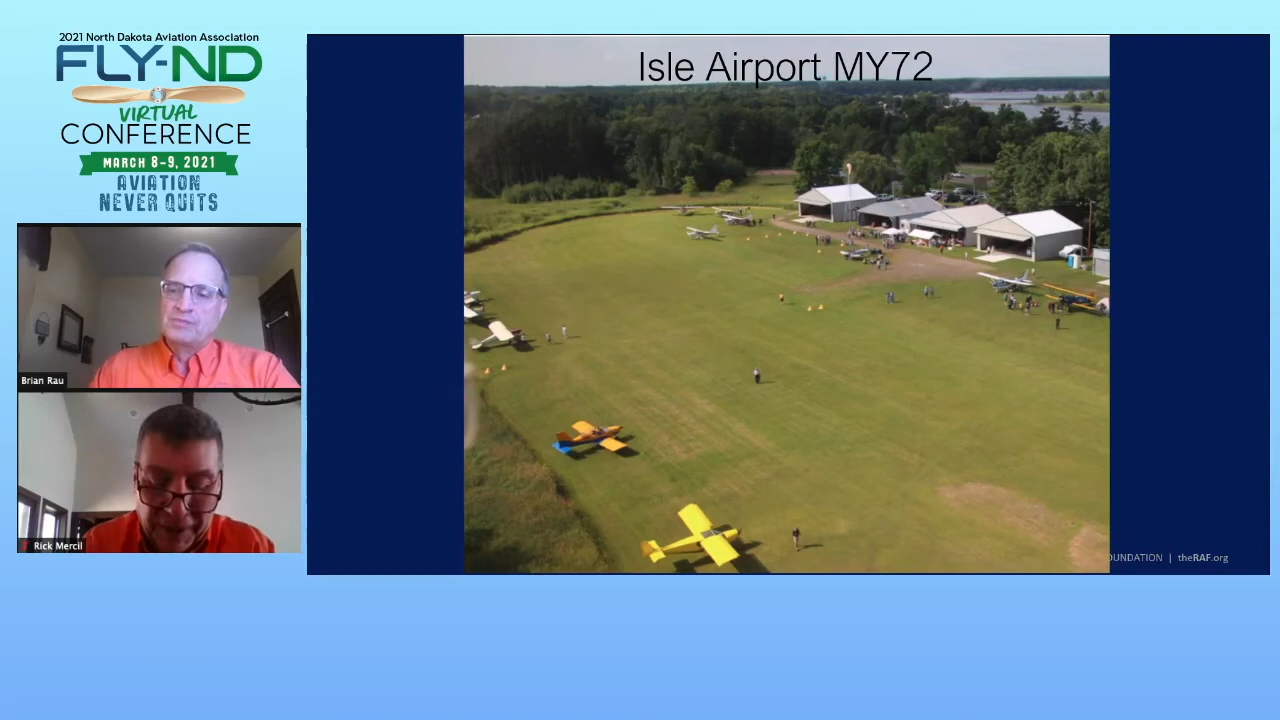 2021 North Dakota Aviation Association
FLY-ND
VIRTUAL
CONFERENCE
MARCH 8-9, 2021
AVIATION
NEVER QUITS
Brian Rau
Rick Mercil
Isle Airport MY72
OUNDATION | theRAF.org